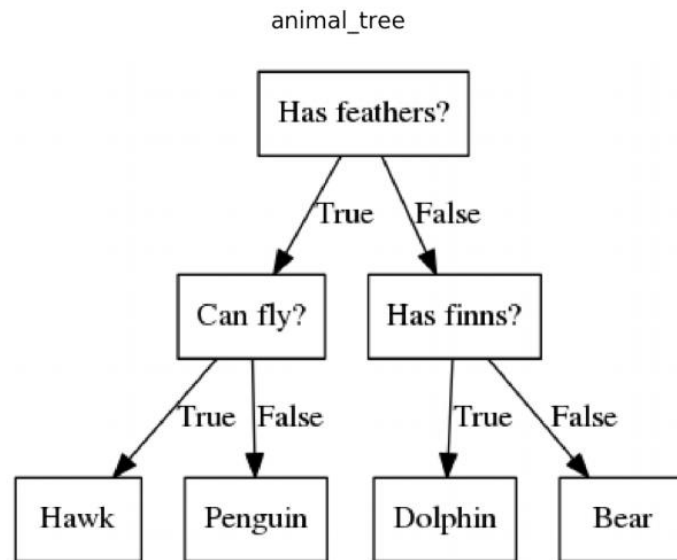 animal_tree
Has feathers?
True False
Can fly? Has finns?
True False True False
Hawk Penguin Dolphin Bear